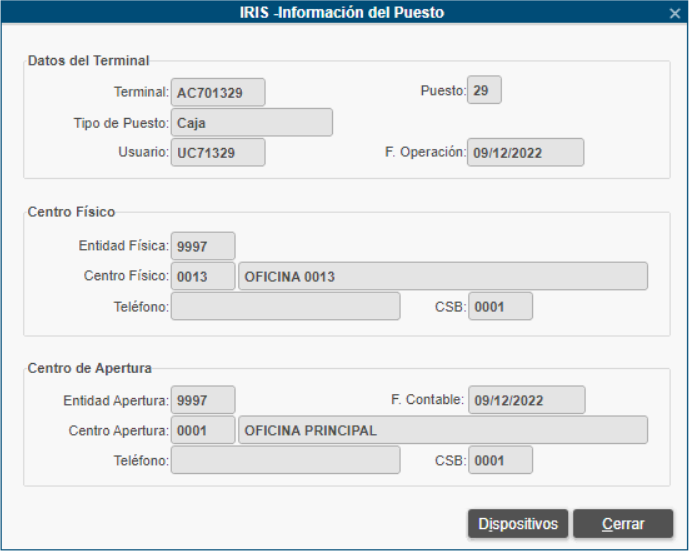 IRIS -Información del Puesto
Datos del Terminal
Terminal: AC701329 Puesto: 29
Tipo de Puesto: Caja
Usuario: UC71329 F. Operación: 09/12/2022
Centro Físico
Entidad Física: 9997
Centro Físico: 0013 OFICINA 0013
Teléfono: CSB: 0001
Centro de Apertura
Entidad Apertura: 9997 F. Contable: 09/12/2022
Centro Apertura: 0001 OFICINA PRINCIPAL
Teléfono: CSB: 0001
Dispositivos Cerrar